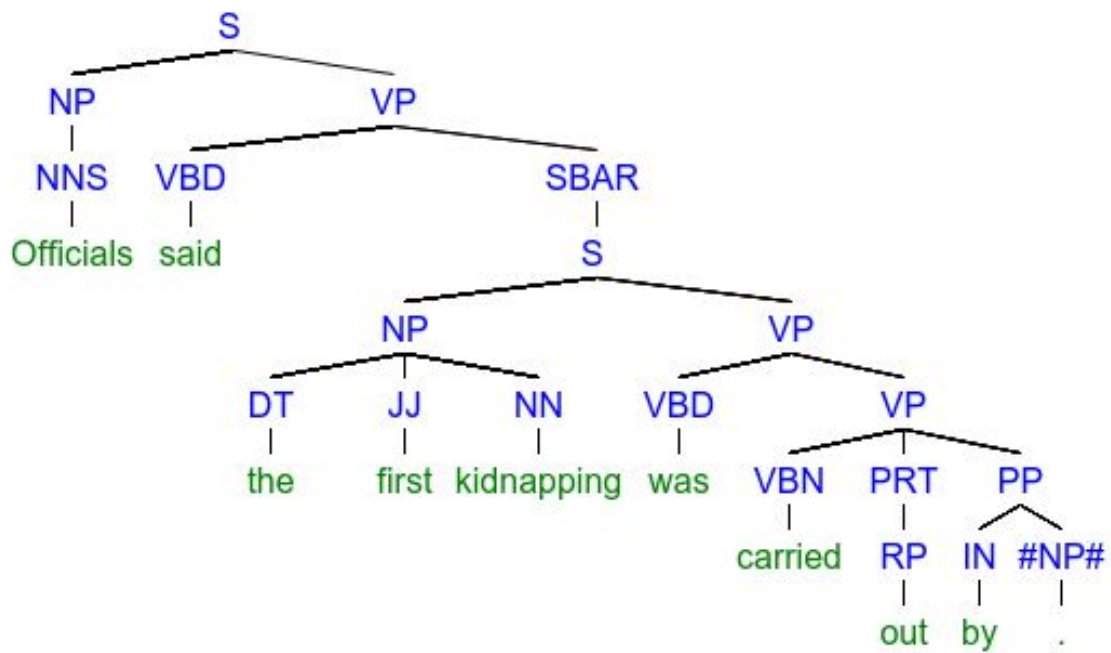 S
NP VP
NNS VBD SBAR
Officials said S
NP VP
DT JJ NN VBD VP
the first kidnapping was VBN PRT PP
carried RP IN #NP#
out by .